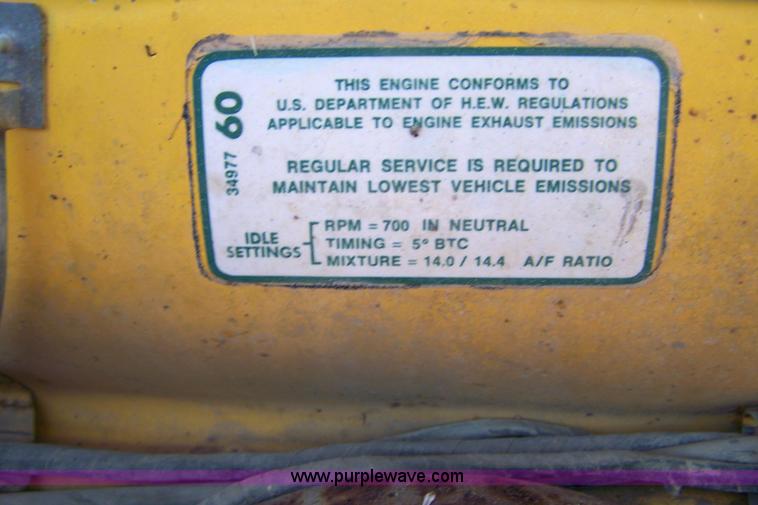 THIS ENGINE CONFORMS TO
U.S. DEPARTMENT OF H.E.W. REGULATIONS
APPLICABLE TO ENGINE EXHAUST EMISSIONS
34977 60
REGULAR SERVICE IS REQUIRED TO
MAINTAIN LOWEST VEHICLE EMISSIONS
IDLE
SETTINGS
RPM = 700 IN NEUTRAL
TIMING = 5° BTC
MIXTURE = 14.0 / 14.4 A/F RATIO
www.purplewave.com